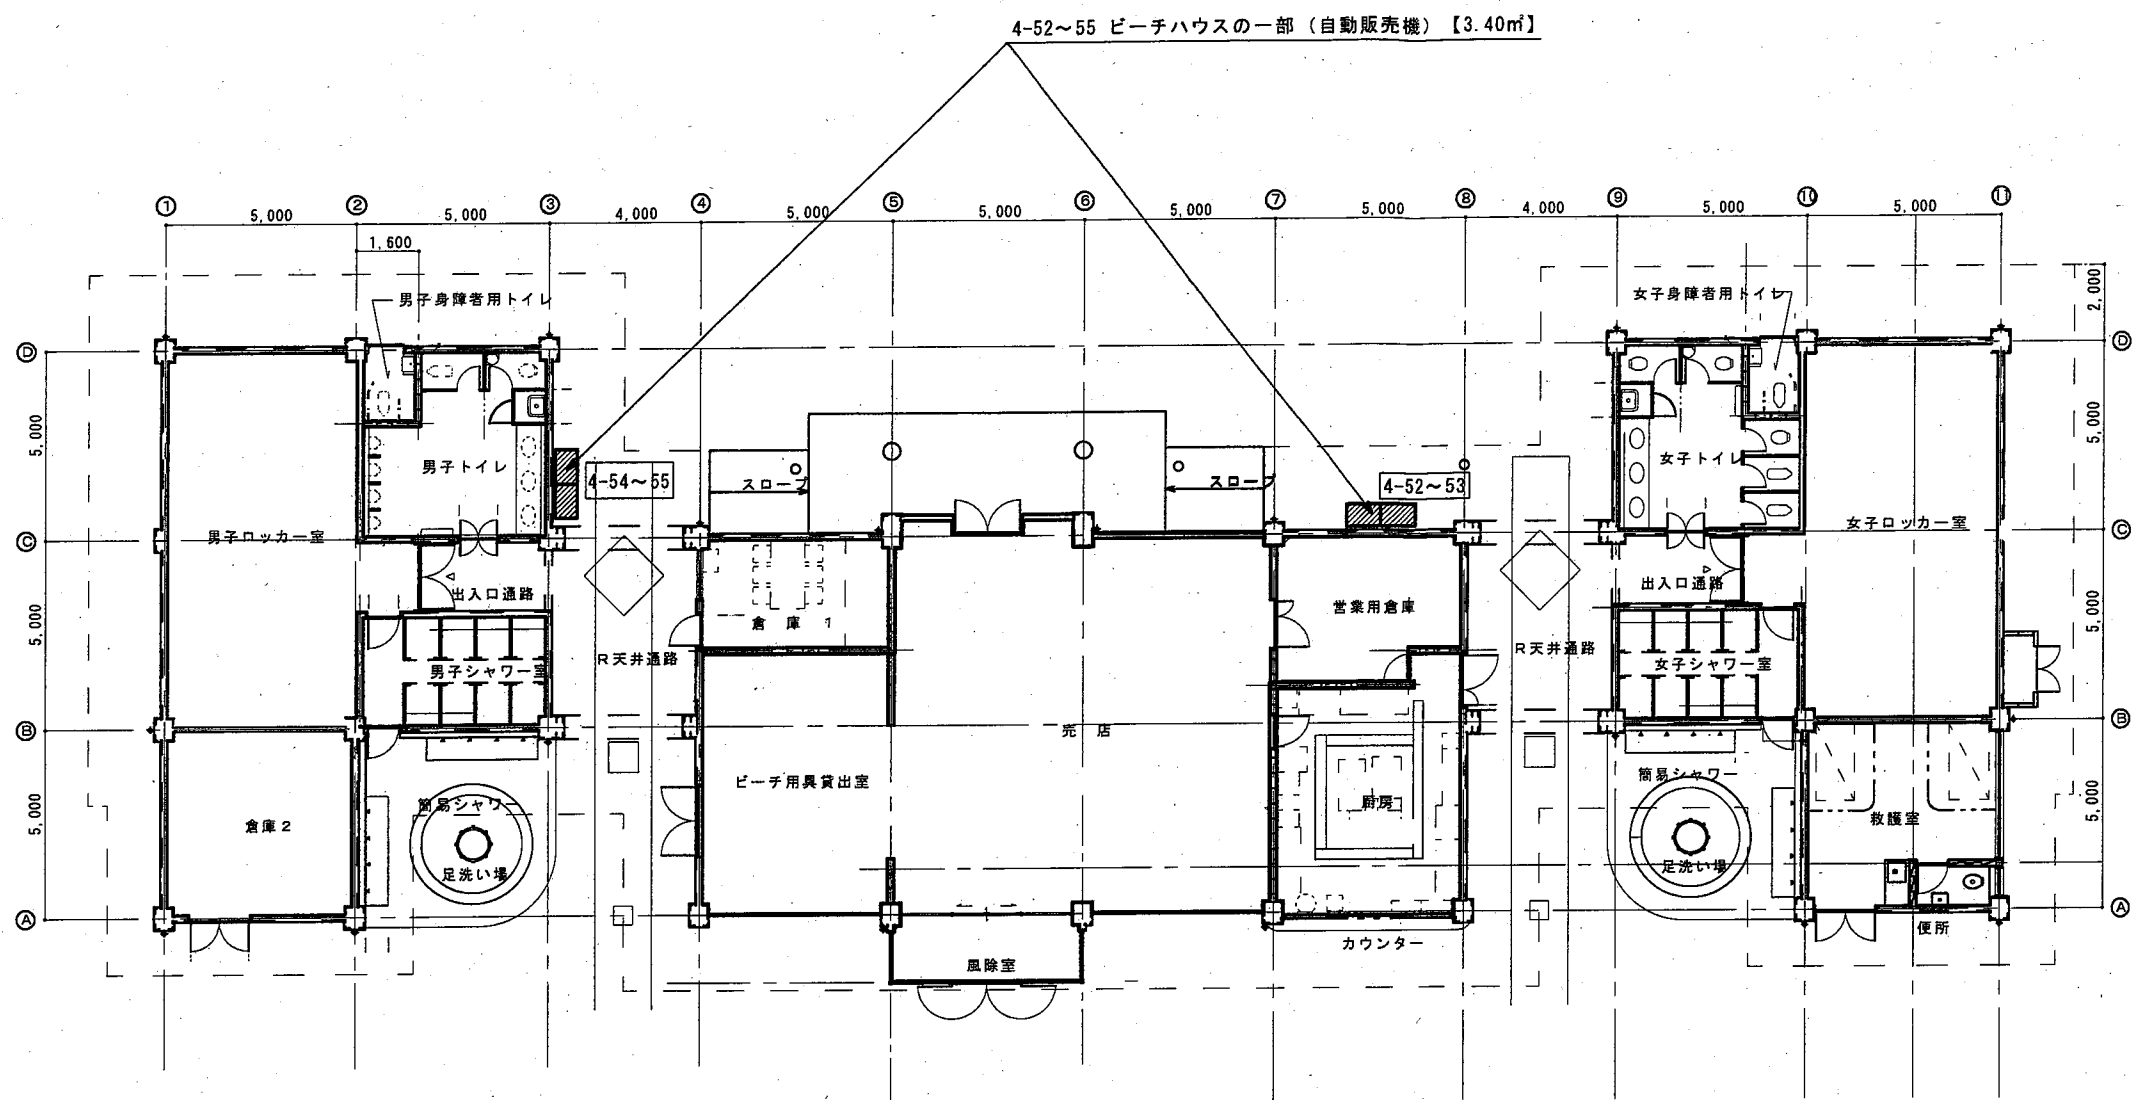 4-52～55 ビーチハウスの一部（自動販売機）【3.40㎡】
① ② ③ ④ ⑤ ⑥ ⑦ ⑧ ⑨ ⑩ ⑪
5,000 5,000 4,000 5,000 5,000 5,000 5,000 4,000 5,000 5,000
1,600
2,000
男子身障者用トイレ
女子身障者用トイレ
Ⓓ Ⓓ
5,000 5,000
男子トイレ
女子トイレ
4-54～55
スロープ
スロープ
4-52～53
Ⓒ Ⓒ
男子ロッカー室
女子ロッカー室
出入口通路
出入口通路
倉庫 1
営業用倉庫
5,000 5,000
R天井通路
R天井通路
男子シャワー室
女子シャワー室
Ⓑ Ⓑ
売店
ビーチ用具貸出室
簡易シャワー
簡易シャワー
厨房
5,000 5,000
倉庫2
救護室
足洗い場
足洗い場
Ⓐ Ⓐ
便所
カウンター
風除室